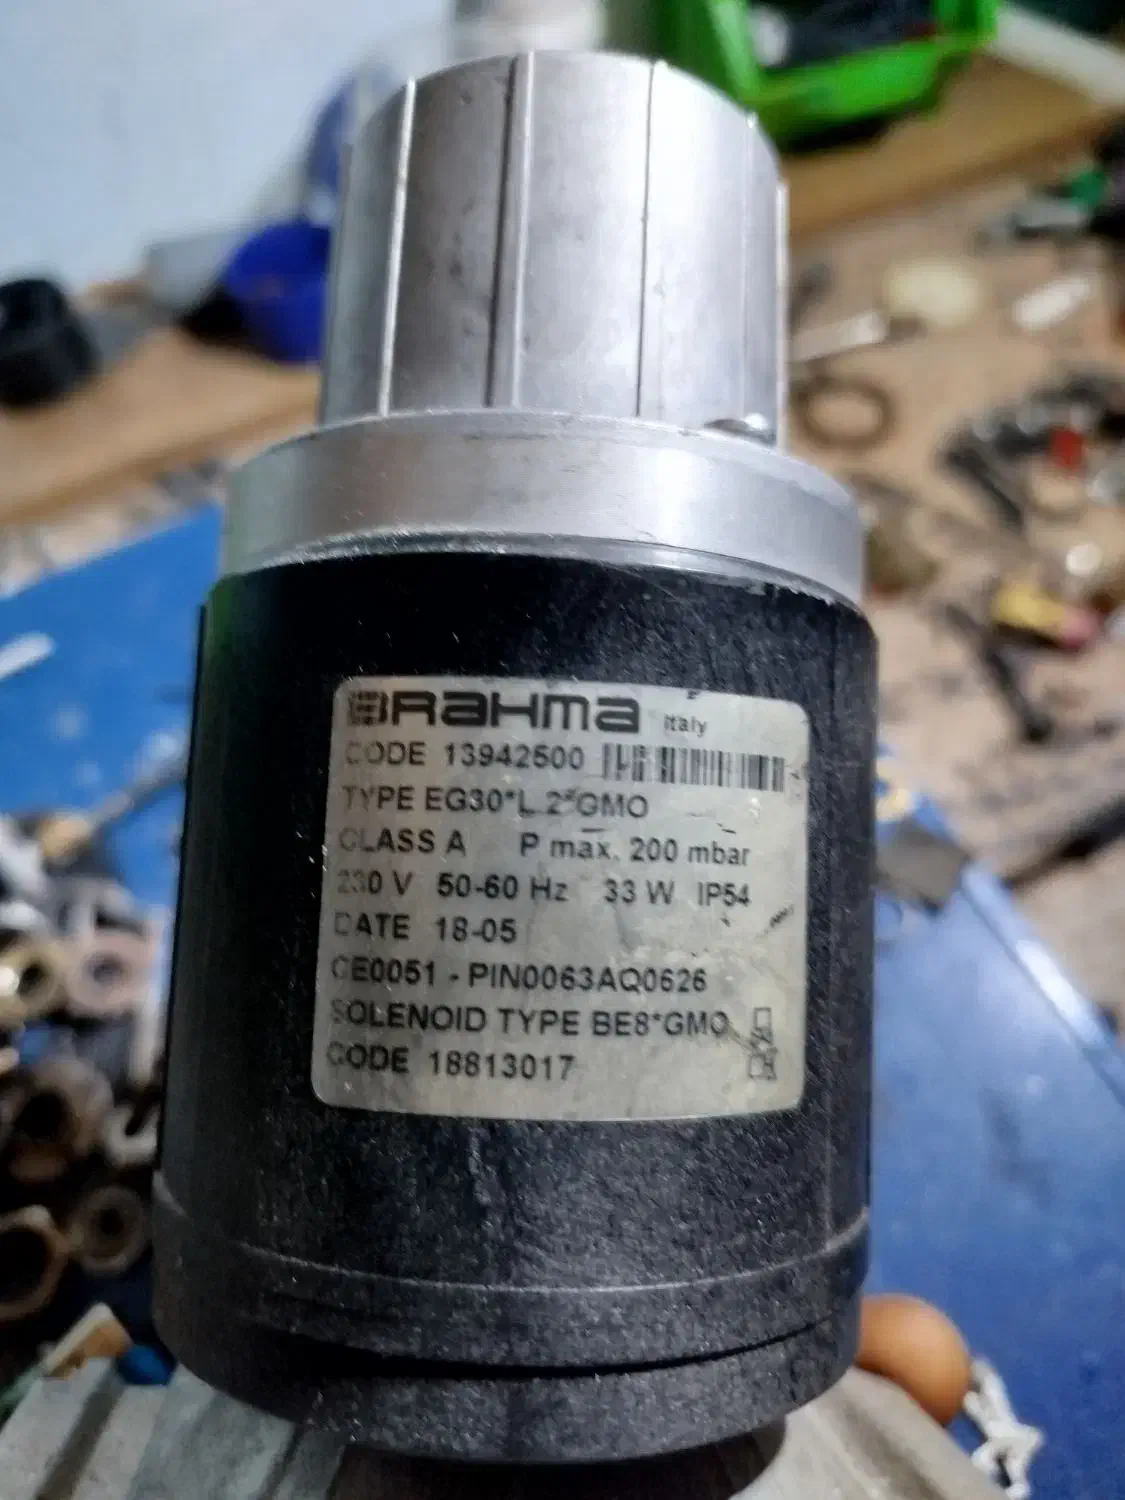 BRAHMA Italy
CODE 13942500
TYPE EG30*L 2*GMO
CLASS A P max. 200 mbar
230 V 50-60 Hz 33 W IP54
DATE 18-05
CE0051 - PIN0063AQ0626
SOLENOID TYPE BE8*GMO
CODE 18813017